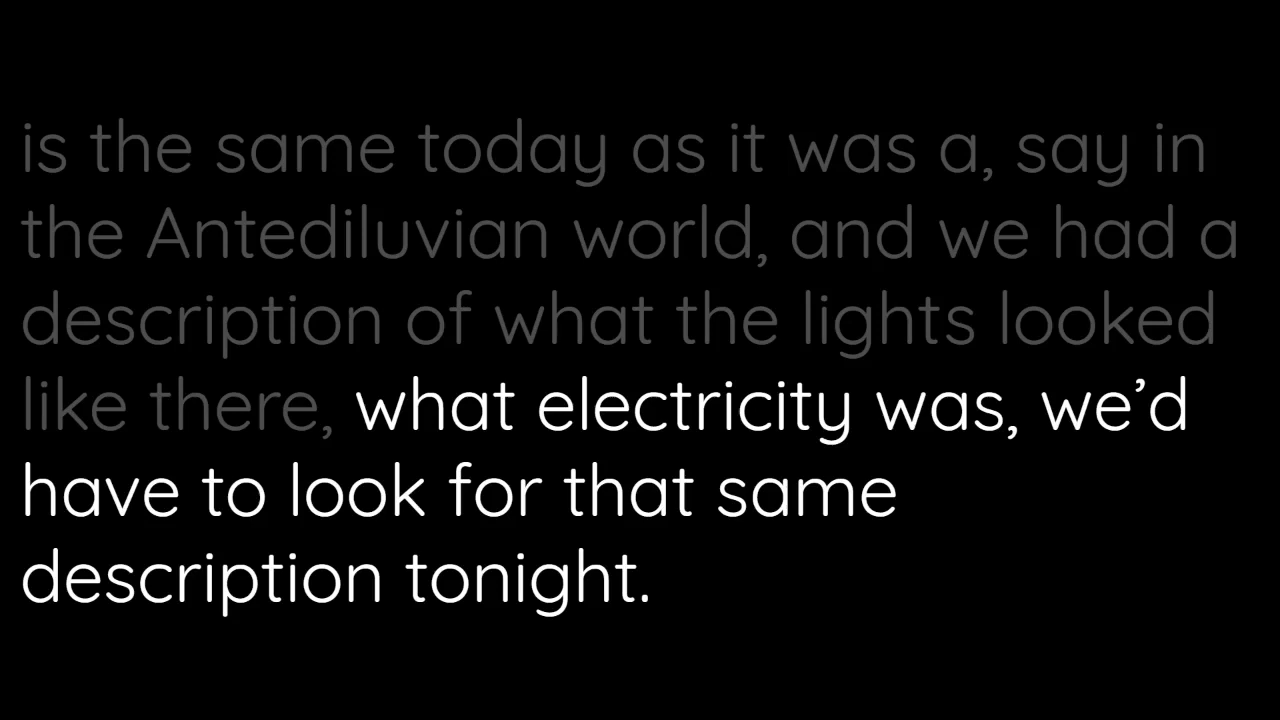 is the same today as it was a, say in
the Antediluvian world, and we had a
description of what the lights looked
like there, what electricity was, we’d
have to look for that same
description tonight.